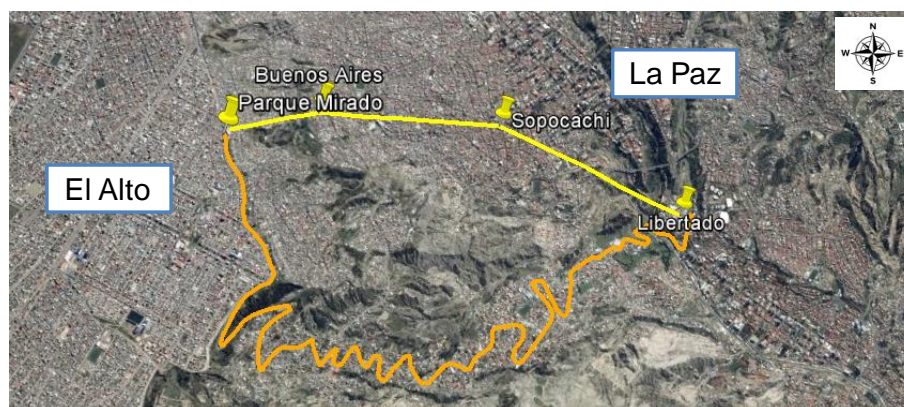 N
W E
S
La Paz
Buenos Aires
Parque Mirado
Sopocachi
El Alto
Libertado